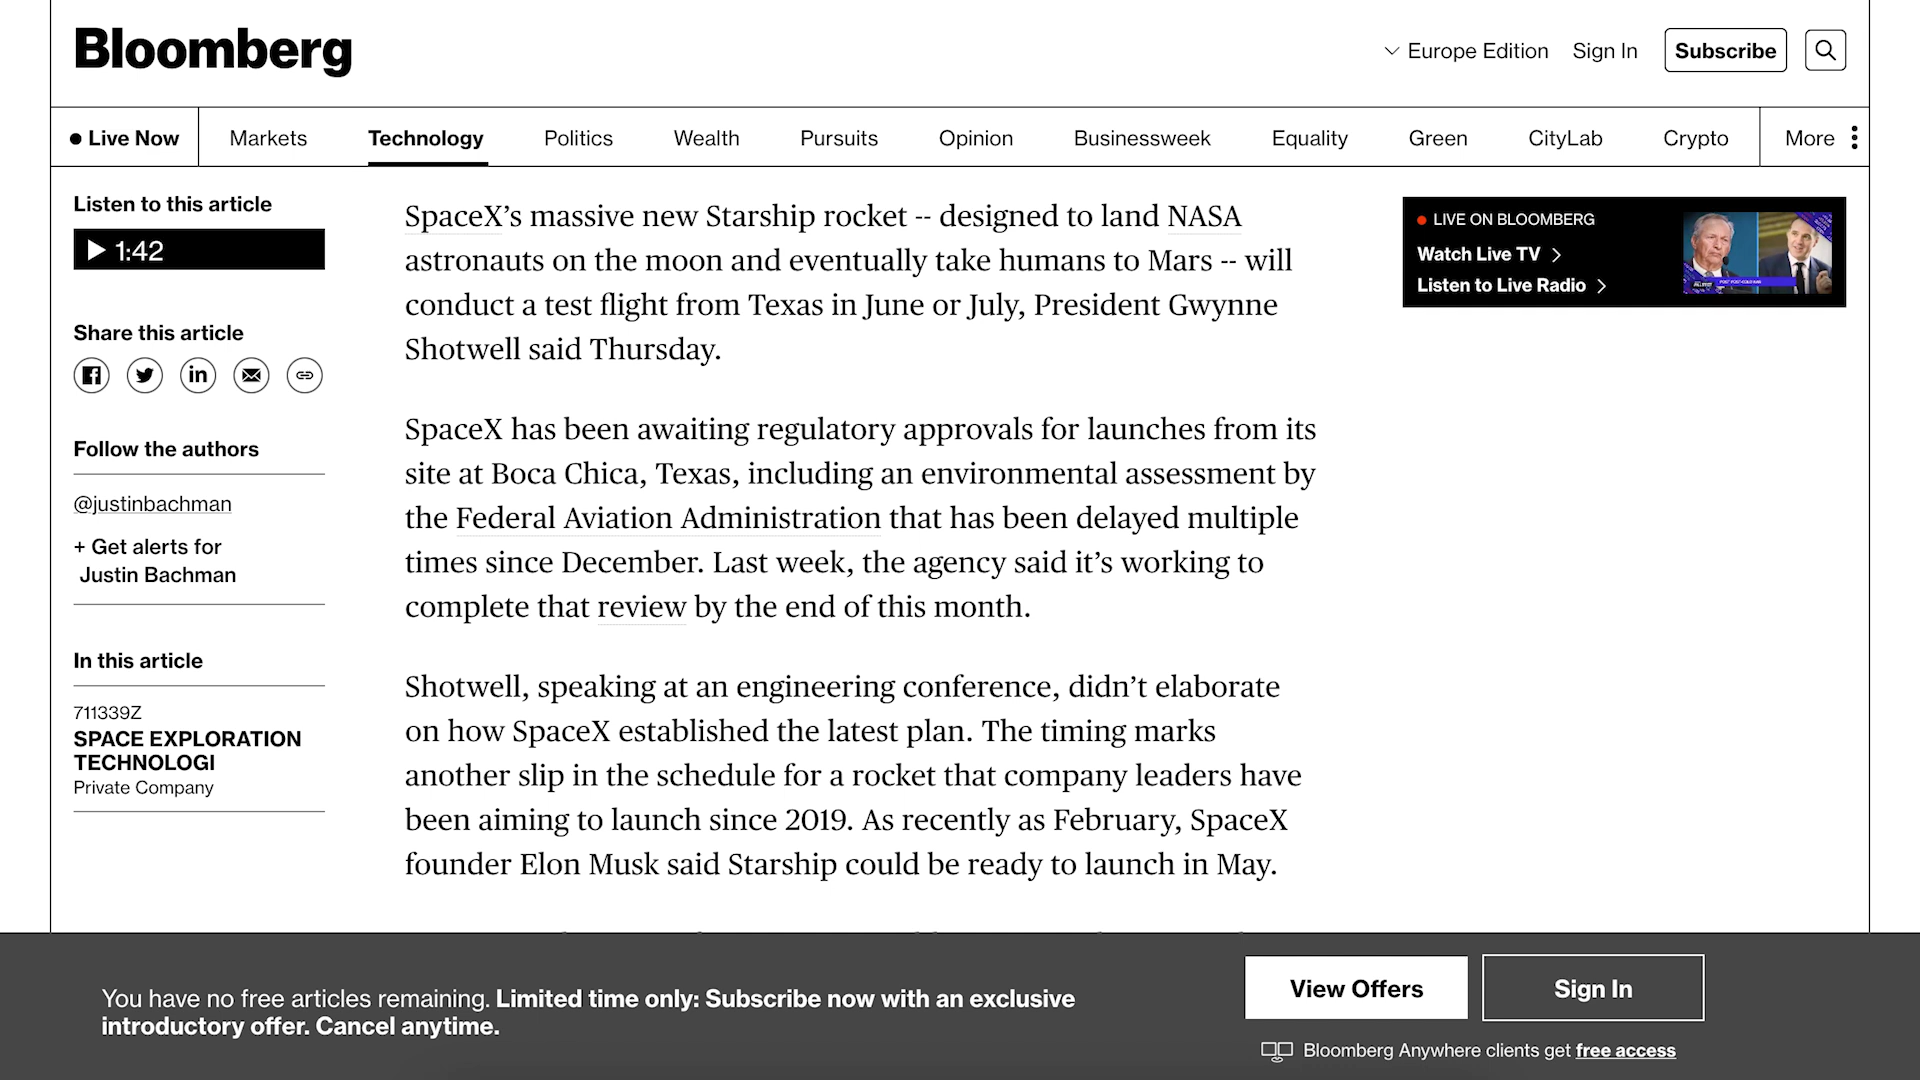 Bloomberg
Europe Edition
Sign In
Subscribe
Live Now
Markets
Technology
Politics
Wealth
Pursuits
Opinion
Businessweek
Equality
Green
CityLab
Crypto
More
Listen to this article
1:42
Share this article
Follow the authors
@justinbachman
+ Get alerts for
Justin Bachman
In this article
711339Z
SPACE EXPLORATION
TECHNOLOGI
Private Company
SpaceX’s massive new Starship rocket -- designed to land NASA
astronauts on the moon and eventually take humans to Mars -- will
conduct a test flight from Texas in June or July, President Gwynne
Shotwell said Thursday.
SpaceX has been awaiting regulatory approvals for launches from its
site at Boca Chica, Texas, including an environmental assessment by
the Federal Aviation Administration that has been delayed multiple
times since December. Last week, the agency said it’s working to
complete that review by the end of this month.
Shotwell, speaking at an engineering conference, didn’t elaborate
on how SpaceX established the latest plan. The timing marks
another slip in the schedule for a rocket that company leaders have
been aiming to launch since 2019. As recently as February, SpaceX
founder Elon Musk said Starship could be ready to launch in May.
LIVE ON BLOOMBERG
Watch Live TV
Listen to Live Radio
You have no free articles remaining. Limited time only: Subscribe now with an exclusive
introductory offer. Cancel anytime.
View Offers
Sign In
Bloomberg Anywhere clients get free access